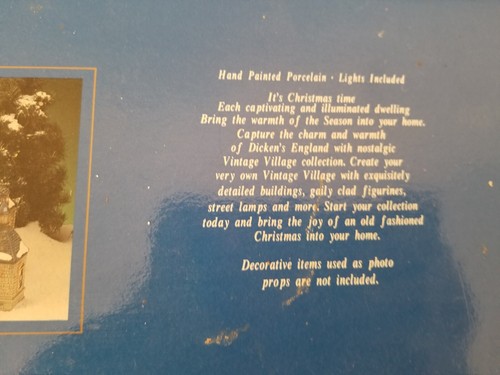 Hand Painted Porcelain · Lights Included
It's Christmas time
Each captivating and illuminated dwelling
Bring the warmth of the Season into your home.
Capture the charm and warmth
of Dicken's England with nostalgic
Vintage Village collection. Create your
very own Vintage Village with exquisitely
detailed buildings, gaily clad figurines,
street lamps and more. Start your collection
today and bring the joy of an old fashioned
Christmas into your home.
Decorative items used as photo
props are not included.